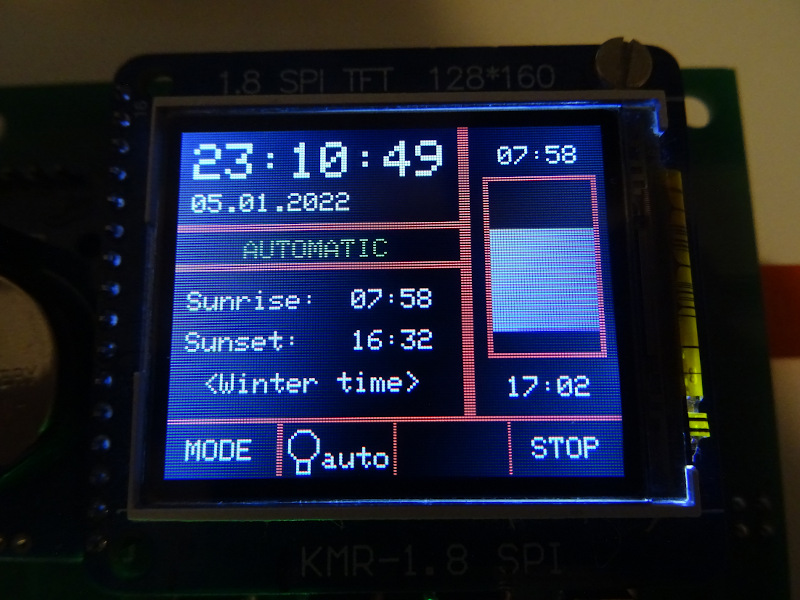 1.8 SPI TFT 128*160
23:10:49
05.01.2022
AUTOMATIC
Sunrise: 07:58
Sunset: 16:32
<Winter time>
07:58
17:02
MODE
auto
STOP
KMR-1.8 SPI